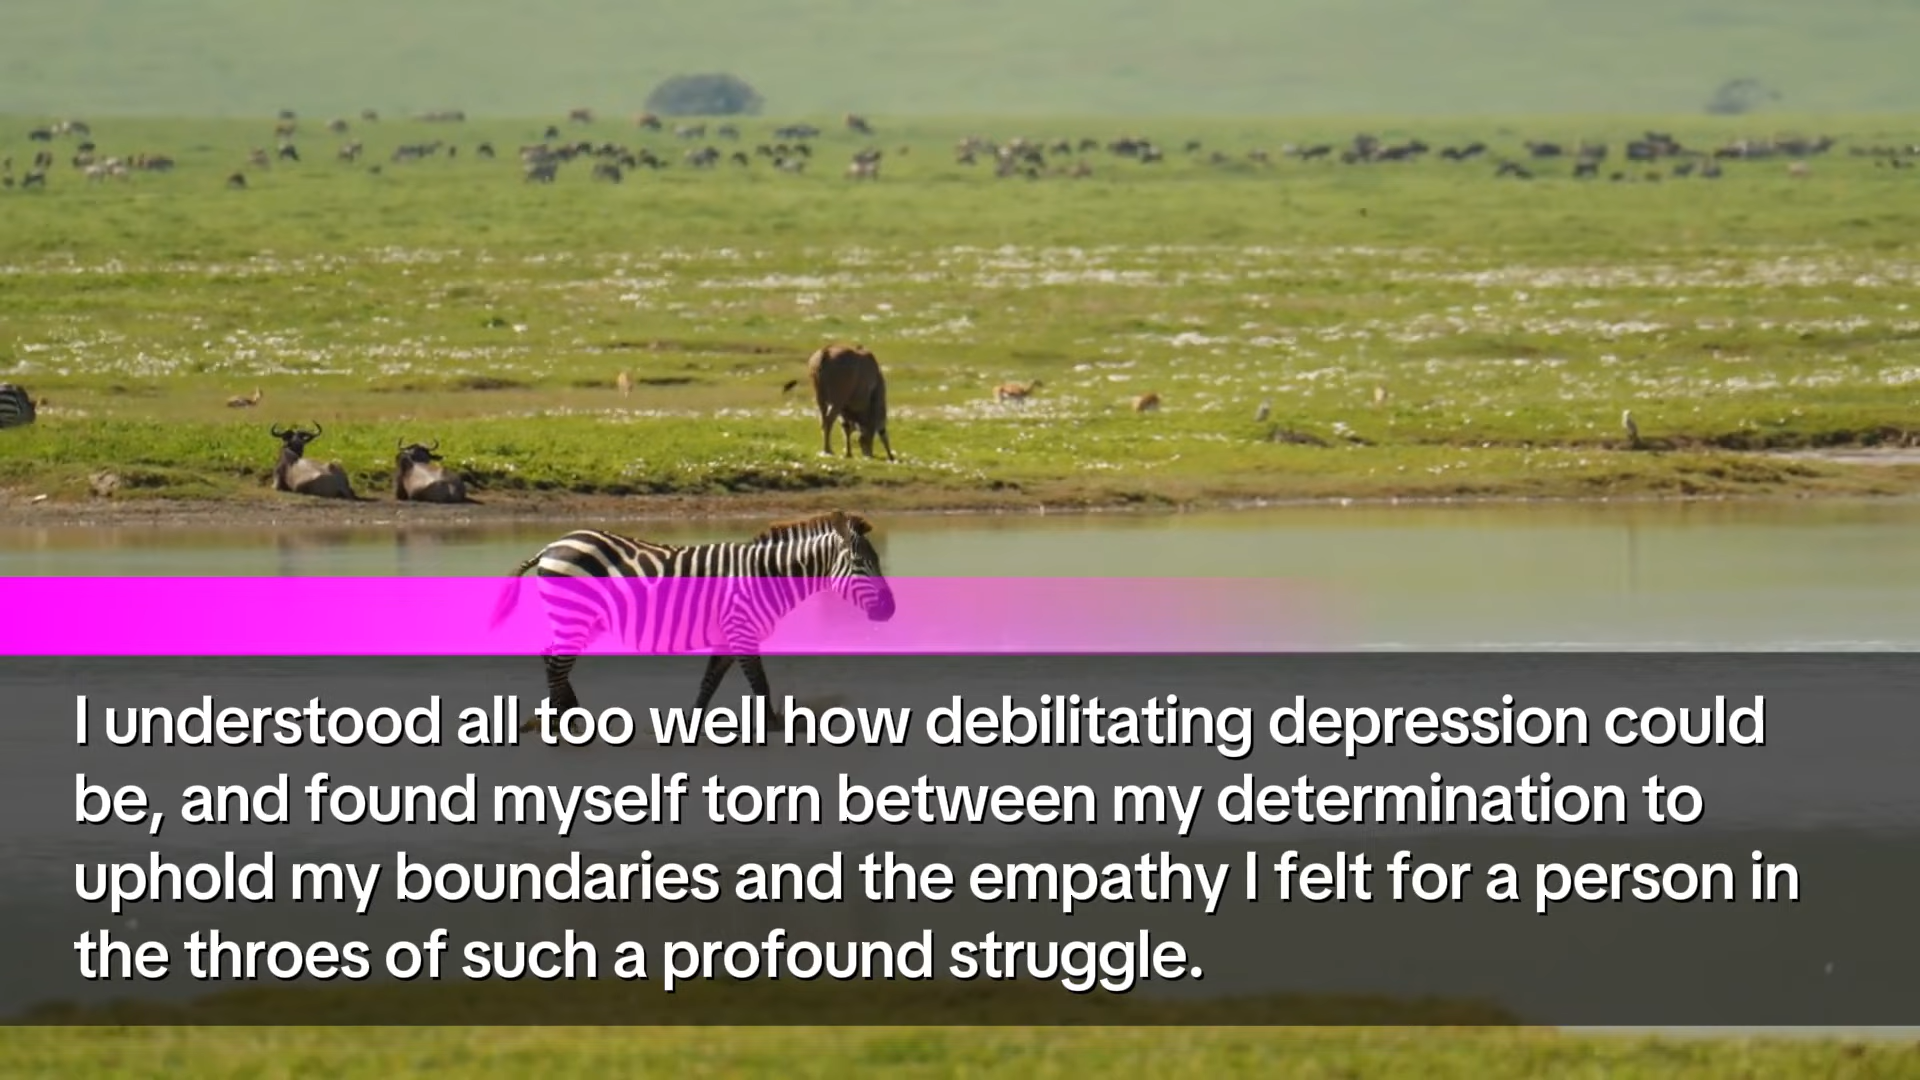 I understood all too well how debilitating depression could
be, and found myself torn between my determination to
uphold my boundaries and the empathy I felt for a person in
the throes of such a profound struggle.